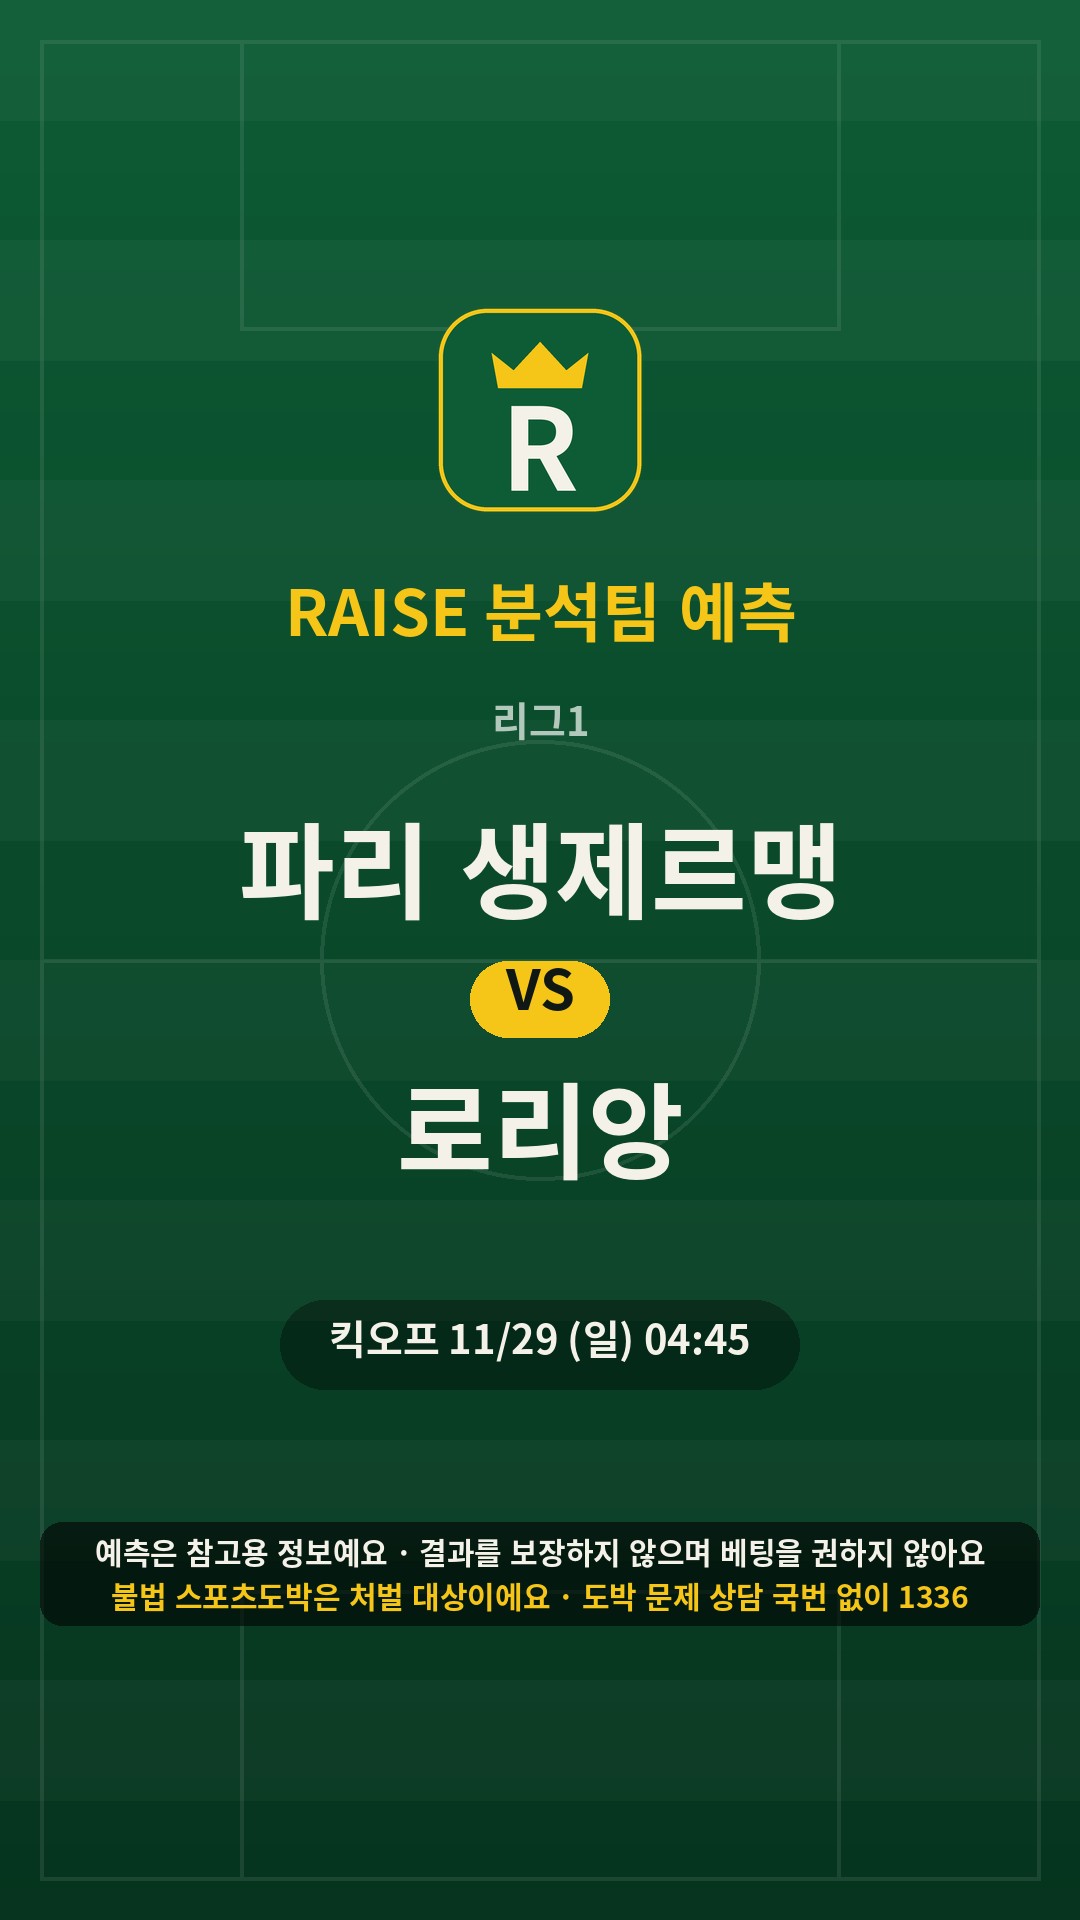 R
RAISE 분석팀 예측
리그1
파리 생제르맹
VS
로리앙
킥오프 11/29 (일) 04:45
예측은 참고용 정보예요 · 결과를 보장하지 않으며 베팅을 권하지 않아요
불법 스포츠도박은 처벌 대상이에요 · 도박 문제 상담 국번 없이 1336